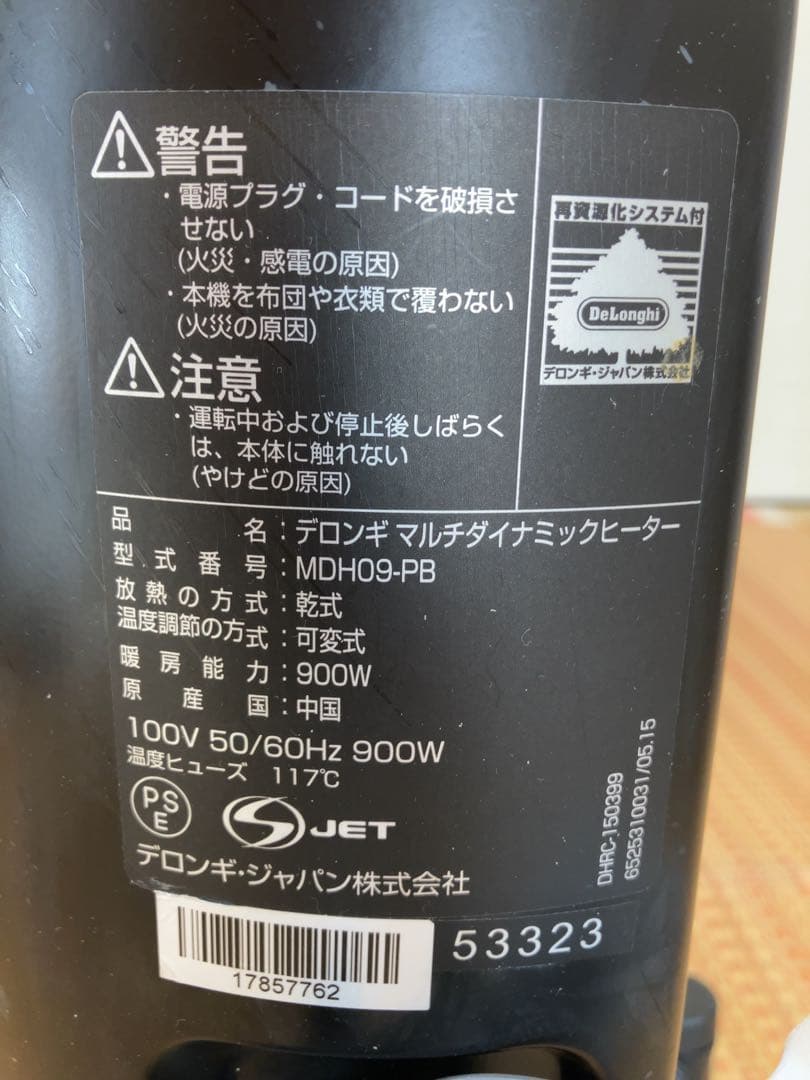 警告
・電源プラグ・コードを破損さ
せない
(火災・感電の原因)
・本機を布団や衣類で覆わない
(火災の原因)
注意
・運転中および停止後しばらく
は、本体に触れない
(やけどの原因)
再資源化システム付
DeLonghi
デロンギ・ジャパン株式会社
品名：デロンギ マルチダイナミックヒーター
型式番号：MDH09-PB
放熱の方式：乾式
温度調節の方式：可変式
暖房能力：900W
原産国：中国
100V 50/60Hz 900W
温度ヒューズ 117℃
PSE
S JET
デロンギ・ジャパン株式会社
DHRC-150399
6525310031/05.15
17857762
53323